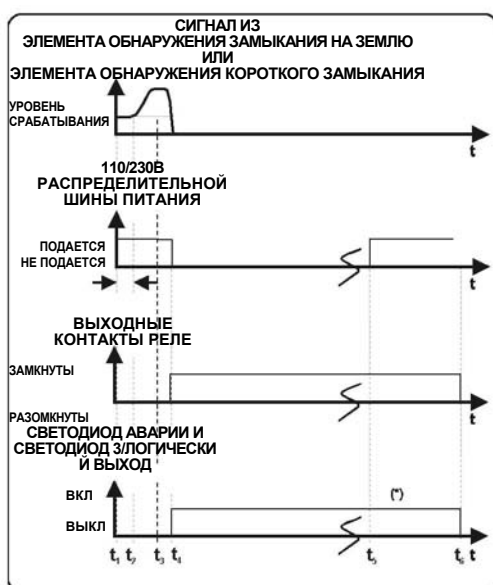 СИГНАЛ ИЗ
ЭЛЕМЕНТА ОБНАРУЖЕНИЯ ЗАМЫКАНИЯ НА ЗЕМЛЮ
ИЛИ
ЭЛЕМЕНТА ОБНАРУЖЕНИЯ КОРОТКОГО ЗАМЫКАНИЯ
УРОВЕНЬ
СРАБАТЫВАНИЯ
t
110/230В
РАСПРЕДЕЛИТЕЛЬНОЙ
ШИНЫ ПИТАНИЯ
ПОДАЕТСЯ
НЕ ПОДАЕТСЯ
t
ВЫХОДНЫЕ
КОНТАКТЫ РЕЛЕ
ЗАМКНУТЫ
t
РАЗОМКНУТЫ
СВЕТОДИОД АВАРИИ И
СВЕТОДИОД 3/ЛОГИЧЕСКИ
Й ВЫХОД
ВКЛ
(*)
ВЫКЛ
t
t₁ t₂ t₃ t₄ t₅ t₆